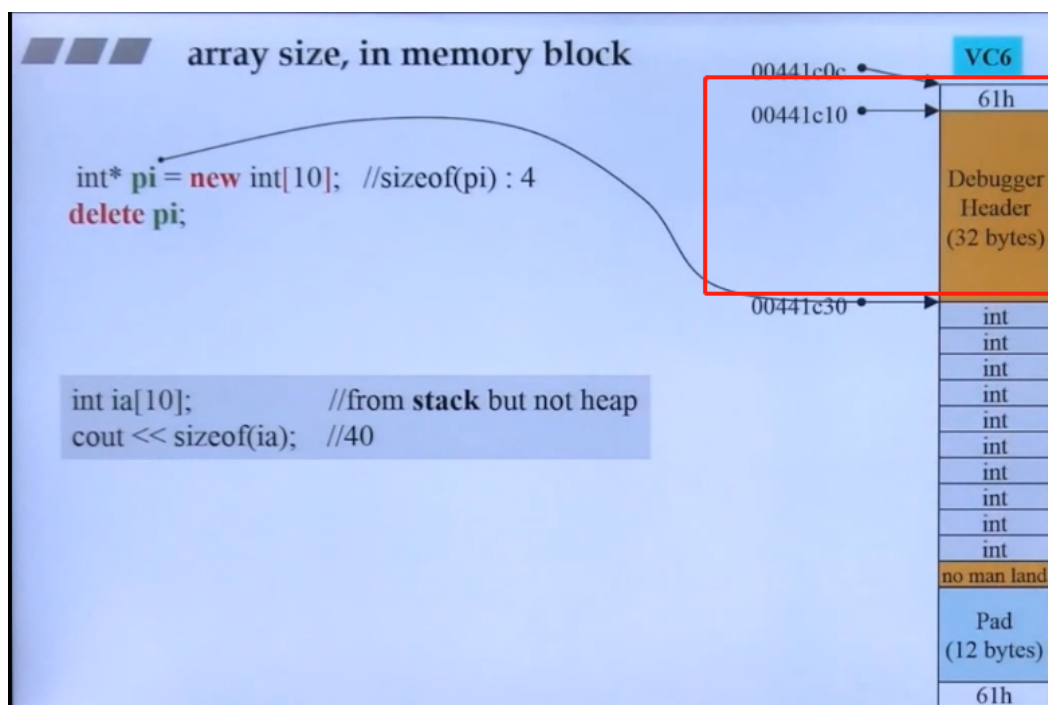 array size, in memory block
VC6
00441c0c
61h
00441c10
int* pi = new int[10];   //sizeof(pi) : 4
delete pi;
Debugger
Header
(32 bytes)
00441c30
int
int
int
int
int
int
int
int
int
int
int ia[10];   //from stack but not heap
cout << sizeof(ia);   //40
no man land
Pad
(12 bytes)
61h